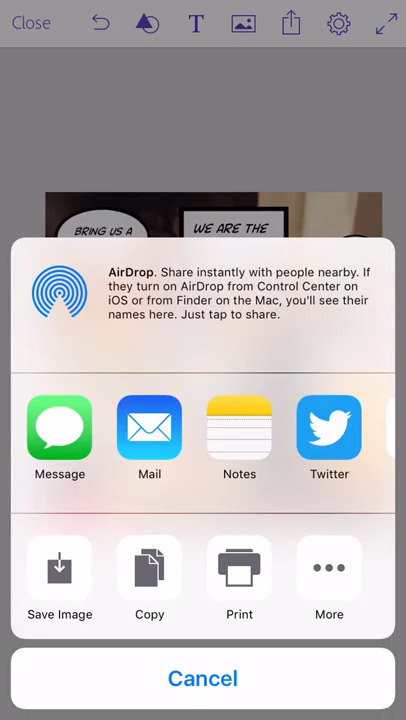 Close
T
BRING US A
WE ARE THE
AirDrop. Share instantly with people nearby. If
they turn on AirDrop from Control Center on
iOS or from Finder on the Mac, you'll see their
names here. Just tap to share.
Message
Mail
Notes
Twitter
Save Image
Copy
Print
More
Cancel